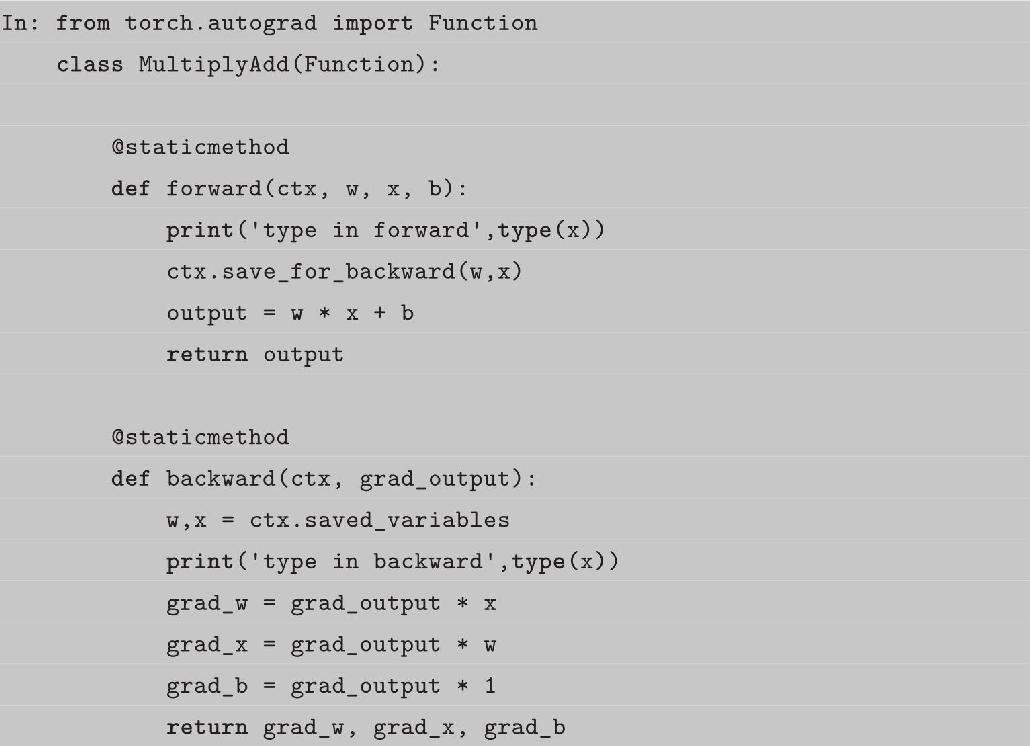 In: from torch.autograd import Function
    class MultiplyAdd(Function):

        @staticmethod
        def forward(ctx, w, x, b):
            print('type in forward',type(x))
            ctx.save_for_backward(w,x)
            output = w * x + b
            return output

        @staticmethod
        def backward(ctx, grad_output):
            w,x = ctx.saved_variables
            print('type in backward',type(x))
            grad_w = grad_output * x
            grad_x = grad_output * w
            grad_b = grad_output * 1
            return grad_w, grad_x, grad_b